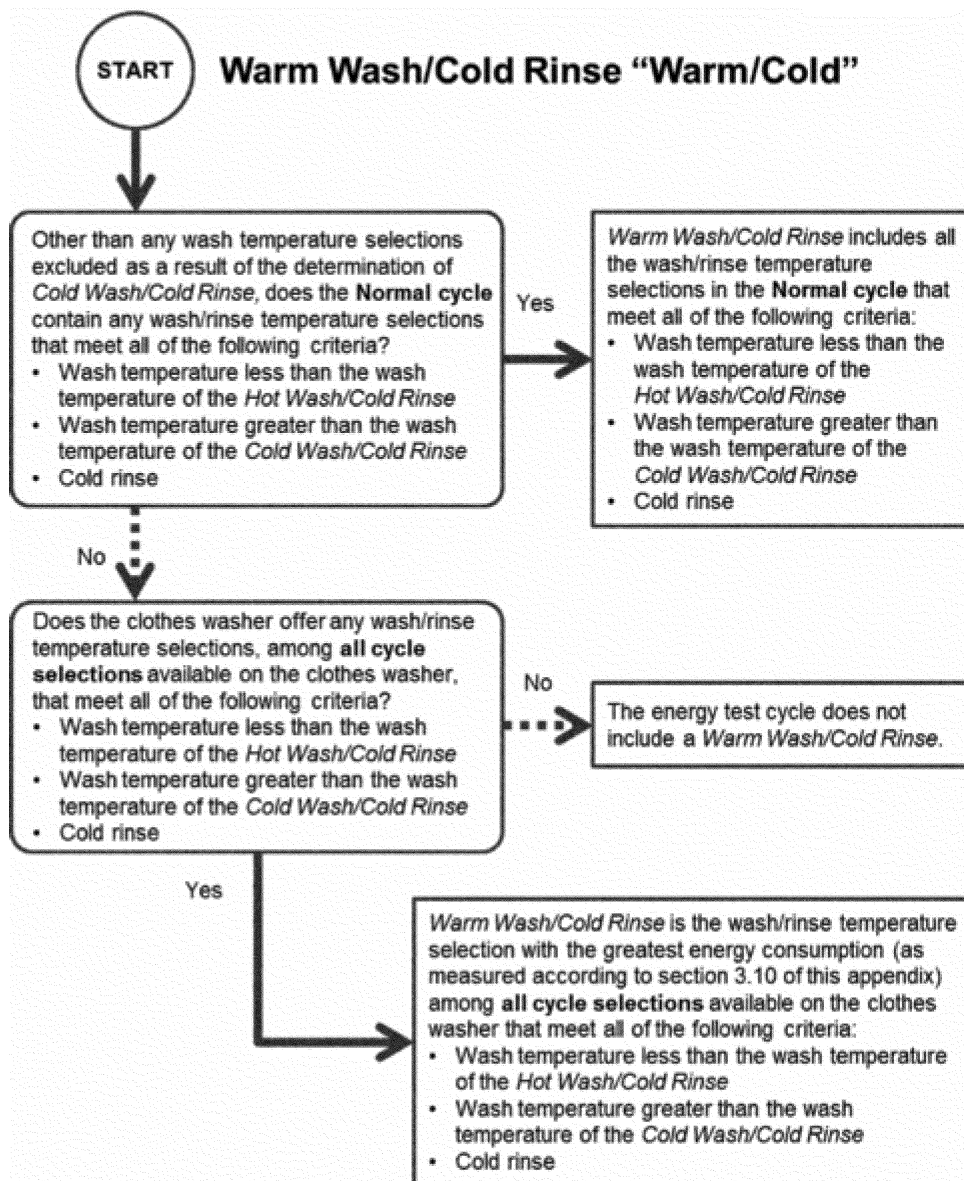 START
Warm Wash/Cold Rinse “Warm/Cold”
Other than any wash temperature selections
excluded as a result of the determination of
Cold Wash/Cold Rinse, does the Normal cycle
contain any wash/rinse temperature selections
that meet all of the following criteria?
• Wash temperature less than the wash
temperature of the Hot Wash/Cold Rinse
• Wash temperature greater than the wash
temperature of the Cold Wash/Cold Rinse
• Cold rinse
Yes
Warm Wash/Cold Rinse includes all
the wash/rinse temperature
selections in the Normal cycle that
meet all of the following criteria:
• Wash temperature less than the
wash temperature of the
Hot Wash/Cold Rinse
• Wash temperature greater than
the wash temperature of the
Cold Wash/Cold Rinse
• Cold rinse
No
Does the clothes washer offer any wash/rinse
temperature selections, among all cycle
selections available on the clothes washer,
that meet all of the following criteria?
• Wash temperature less than the wash
temperature of the Hot Wash/Cold Rinse
• Wash temperature greater than the wash
temperature of the Cold Wash/Cold Rinse
• Cold rinse
No
The energy test cycle does not
include a Warm Wash/Cold Rinse.
Yes
Warm Wash/Cold Rinse is the wash/rinse temperature
selection with the greatest energy consumption (as
measured according to section 3.10 of this appendix)
among all cycle selections available on the clothes
washer that meet all of the following criteria:
• Wash temperature less than the wash temperature
of the Hot Wash/Cold Rinse
• Wash temperature greater than the wash
temperature of the Cold Wash/Cold Rinse
• Cold rinse